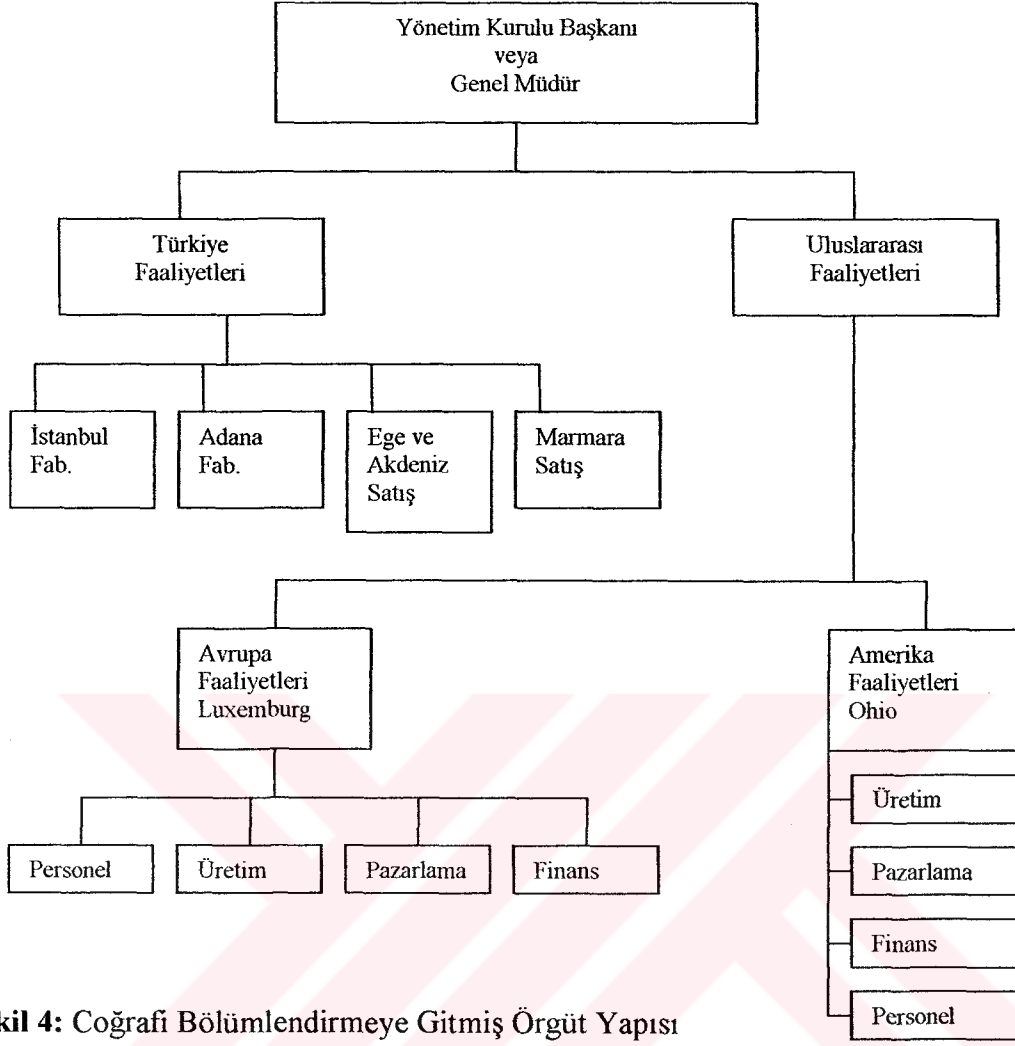 Yönetim Kurulu Başkanı
veya
Genel Müdür
Türkiye
Faaliyetleri
Uluslararası
Faaliyetleri
İstanbul
Fab.
Adana
Fab.
Ege ve
Akdeniz
Satış
Marmara
Satış
Avrupa
Faaliyetleri
Luxemburg
Amerika
Faaliyetleri
Ohio
Personel
Üretim
Pazarlama
Finans
Üretim
Pazarlama
Finans
Personel
kil 4: Coğrafi Bölümlendirmeye Gitmiş Örgüt Yapısı